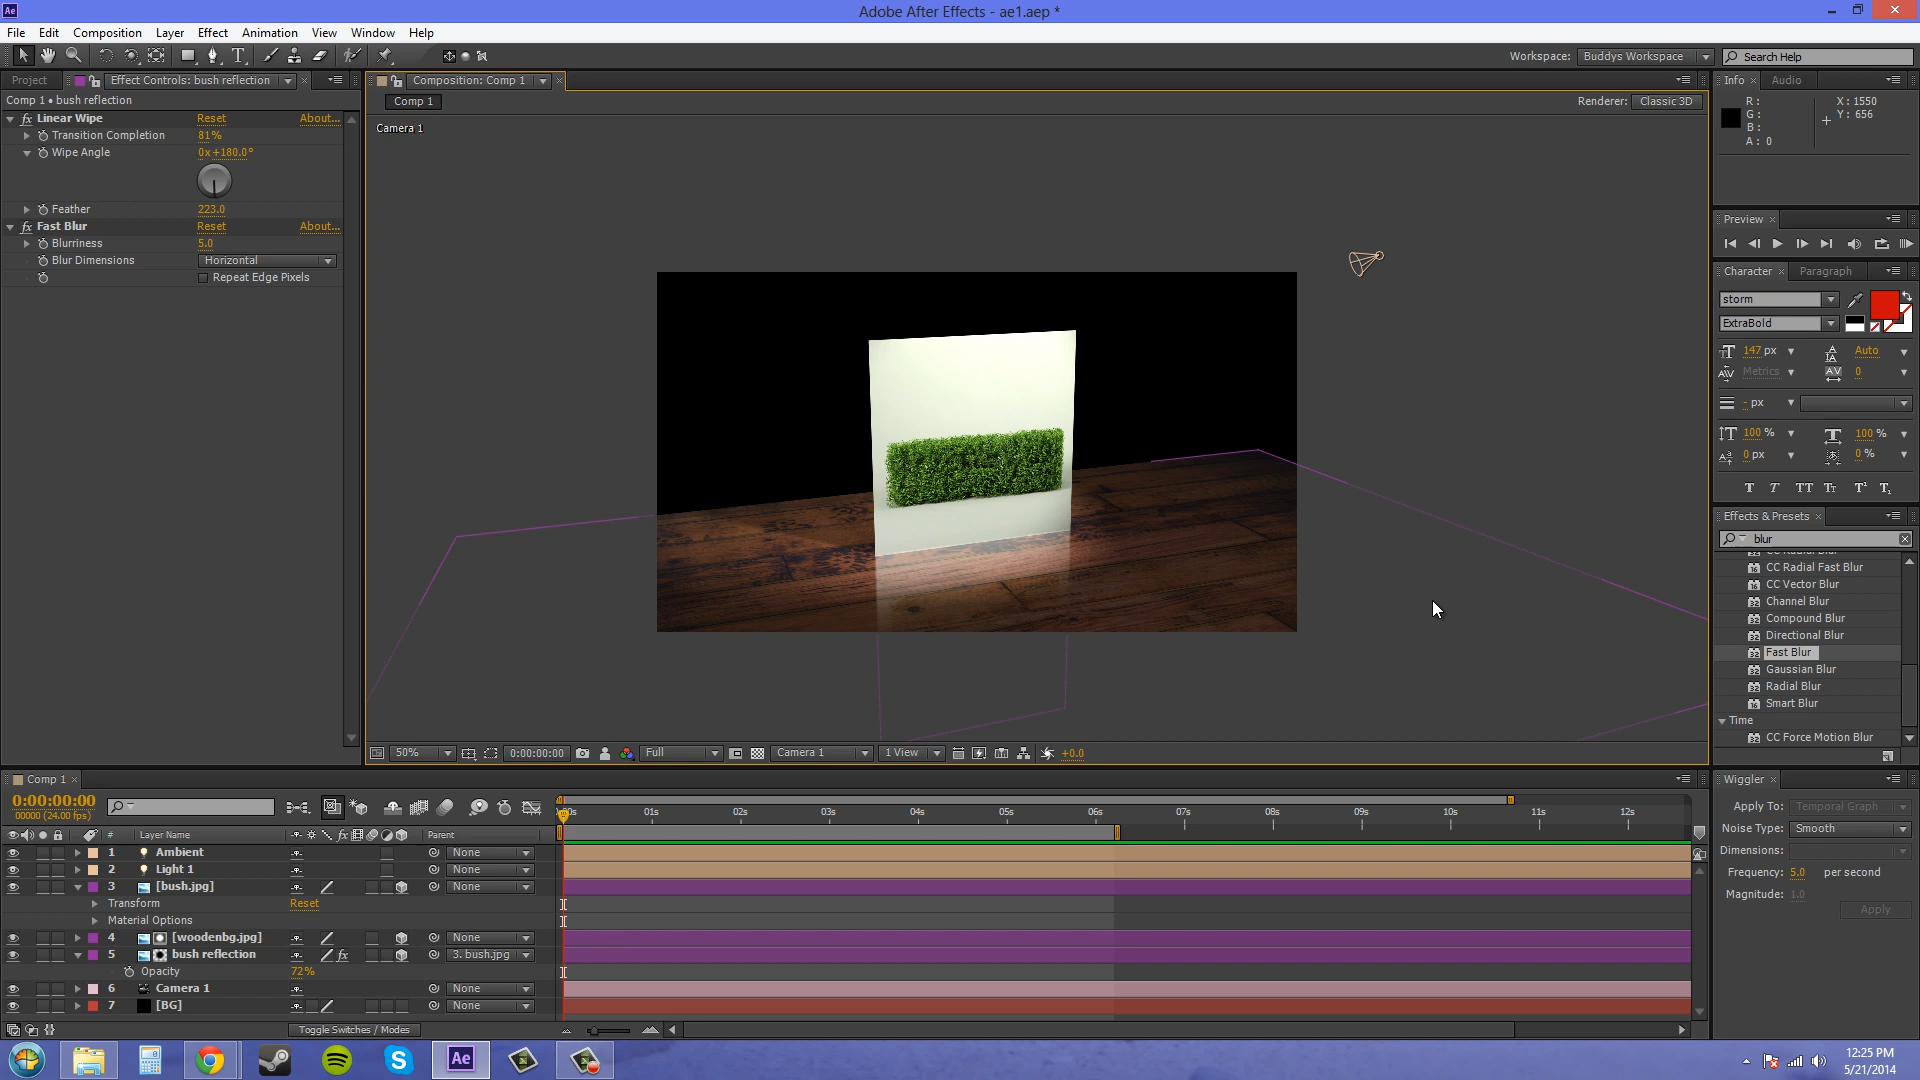 Adobe After Effects - ae1.aep *
File Edit Composition Layer Effect Animation View Window Help
Workspace: Buddys Workspace Search Help
Project Effect Controls: bush reflection
Comp 1 • bush reflection
Linear Wipe Reset About...
Transition Completion 81%
Wipe Angle 0x+180.0°
Feather 223.0
Fast Blur Reset About...
Blurriness 5.0
Blur Dimensions Horizontal
Repeat Edge Pixels
Composition: Comp 1
Comp 1
Renderer: Classic 3D
Camera 1
50% 0:00:00:00 Full Camera 1 1 View +0.0
Info Audio
R:
G:
B:
A: 0
X: 1550
Y: 656
Preview
Character Paragraph
storm
ExtraBold
147 px Auto
Metrics 0
- px
100 % 100 %
0 px 0 %
T T TT Tt T¹ T₁
Effects & Presets
blur
CC Radial Blur
CC Radial Fast Blur
CC Vector Blur
Channel Blur
Compound Blur
Directional Blur
Fast Blur
Gaussian Blur
Radial Blur
Smart Blur
Time
CC Force Motion Blur
Comp 1
0:00:00:00
00000 (24.00 fps)
01s 02s 03s 04s 05s 06s 07s 08s 09s 10s 11s 12s
# Layer Name Parent
1 Ambient None
2 Light 1 None
3 [bush.jpg] None
Transform Reset
Material Options
4 [woodenbg.jpg] None
5 bush reflection 3. bush.jpg
Opacity 72%
6 Camera 1 None
7 [BG] None
Toggle Switches / Modes
Wiggler
Apply To: Temporal Graph
Noise Type: Smooth
Dimensions:
Frequency: 5.0 per second
Magnitude: 1.0
Apply
Ae
12:25 PM
5/21/2014